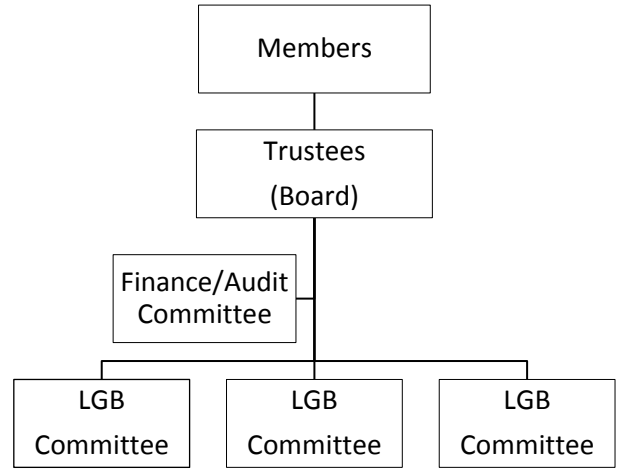 Members
Trustees
(Board)
Finance/Audit
Committee
LGB
Committee
LGB
Committee
LGB
Committee